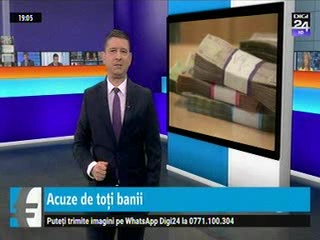 19:05
DIGI
24
HD
Acuze de toți banii
Puteți trimite imagini pe WhatsApp Digi24 la 0771.100.304